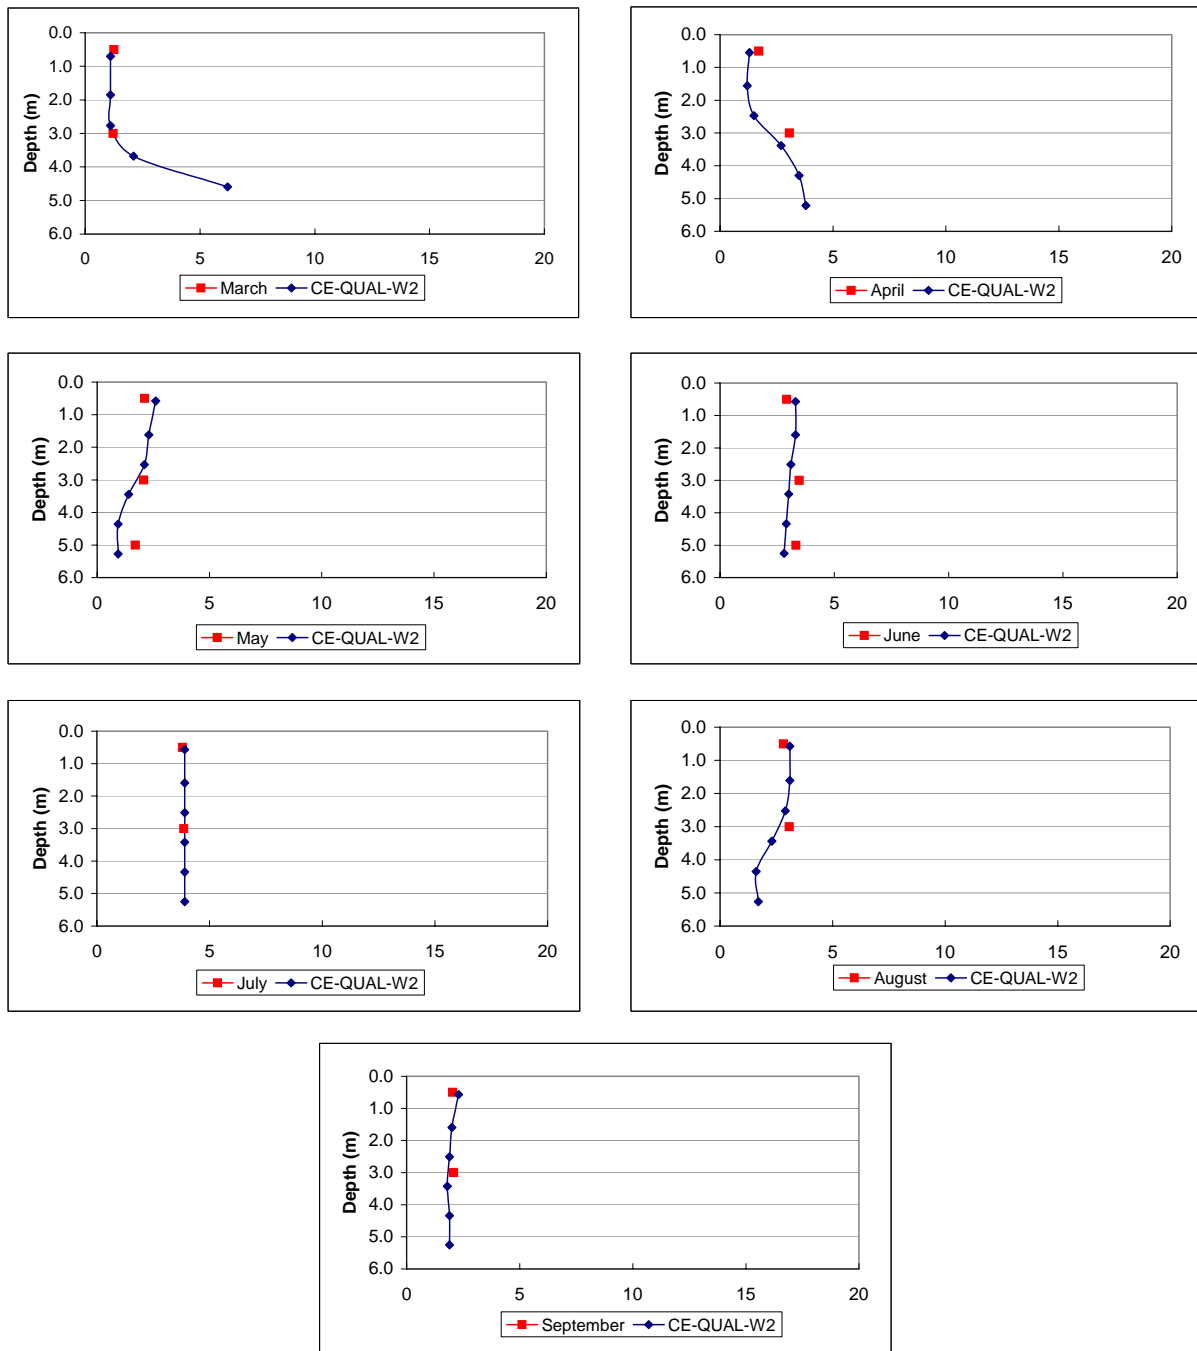 0.0
1.0
2.0
3.0
4.0
5.0
6.0
Depth (m)
0 5 10 15 20
March CE-QUAL-W2
0.0
1.0
2.0
3.0
4.0
5.0
6.0
Depth (m)
0 5 10 15 20
April CE-QUAL-W2
0.0
1.0
2.0
3.0
4.0
5.0
6.0
Depth (m)
0 5 10 15 20
May CE-QUAL-W2
0.0
1.0
2.0
3.0
4.0
5.0
6.0
Depth (m)
0 5 10 15 20
June CE-QUAL-W2
0.0
1.0
2.0
3.0
4.0
5.0
6.0
Depth (m)
0 5 10 15 20
July CE-QUAL-W2
0.0
1.0
2.0
3.0
4.0
5.0
6.0
Depth (m)
0 5 10 15 20
August CE-QUAL-W2
0.0
1.0
2.0
3.0
4.0
5.0
6.0
Depth (m)
0 5 10 15 20
September CE-QUAL-W2